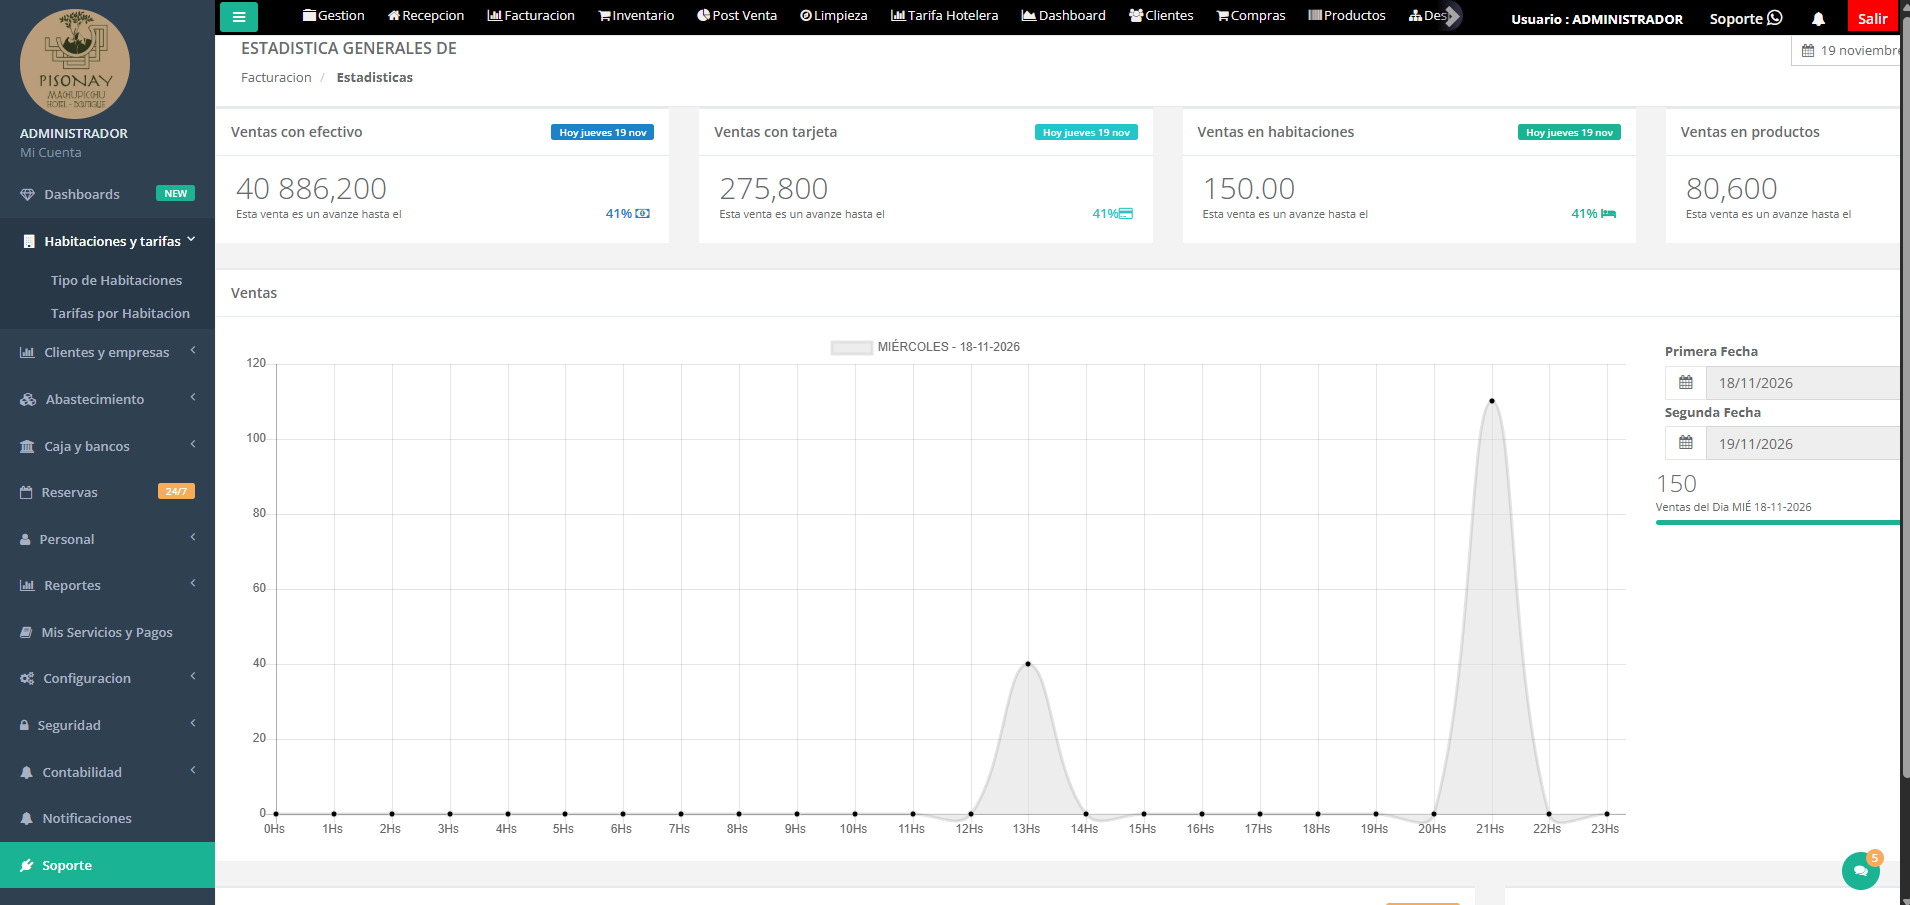 Gestion Recepcion Facturacion Inventario Post Venta Limpieza Tarifa Hotelera Dashboard Clientes Compras Productos Des Usuario : ADMINISTRADOR Soporte Salir
PISONAY
MACHUPICCHU
HOTEL - BOUTIQUE
ADMINISTRADOR
Mi Cuenta
Dashboards NEW
Habitaciones y tarifas
Tipo de Habitaciones
Tarifas por Habitacion
Clientes y empresas
Abastecimiento
Caja y bancos
Reservas 24/7
Personal
Reportes
Mis Servicios y Pagos
Configuracion
Seguridad
Contabilidad
Notificaciones
Soporte
ESTADISTICA GENERALES DE
19 noviembre
Facturacion / Estadisticas
Ventas con efectivo Hoy jueves 19 nov
40 886,200
Esta venta es un avanze hasta el 41%
Ventas con tarjeta Hoy jueves 19 nov
275,800
Esta venta es un avanze hasta el 41%
Ventas en habitaciones Hoy jueves 19 nov
150.00
Esta venta es un avanze hasta el 41%
Ventas en productos
80,600
Esta venta es un avanze hasta el
Ventas
MIÉRCOLES - 18-11-2026
120
100
80
60
40
20
0
0Hs 1Hs 2Hs 3Hs 4Hs 5Hs 6Hs 7Hs 8Hs 9Hs 10Hs 11Hs 12Hs 13Hs 14Hs 15Hs 16Hs 17Hs 18Hs 19Hs 20Hs 21Hs 22Hs 23Hs
Primera Fecha
18/11/2026
Segunda Fecha
19/11/2026
150
Ventas del Dia MIÉ 18-11-2026
5